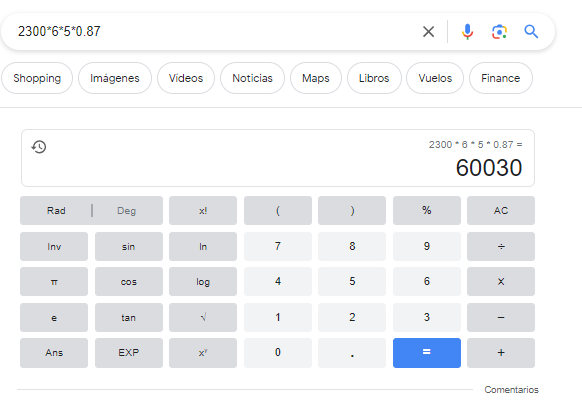 2300*6*5*0.87
Shopping Imágenes Videos Noticias Maps Libros Vuelos Finance
2300 * 6 * 5 * 0.87 =
60030
Rad | Deg x! ( ) % AC
Inv sin ln 7 8 9 ÷
π cos log 4 5 6 ×
e tan √ 1 2 3 −
Ans EXP xʸ 0 . = +
Comentarios